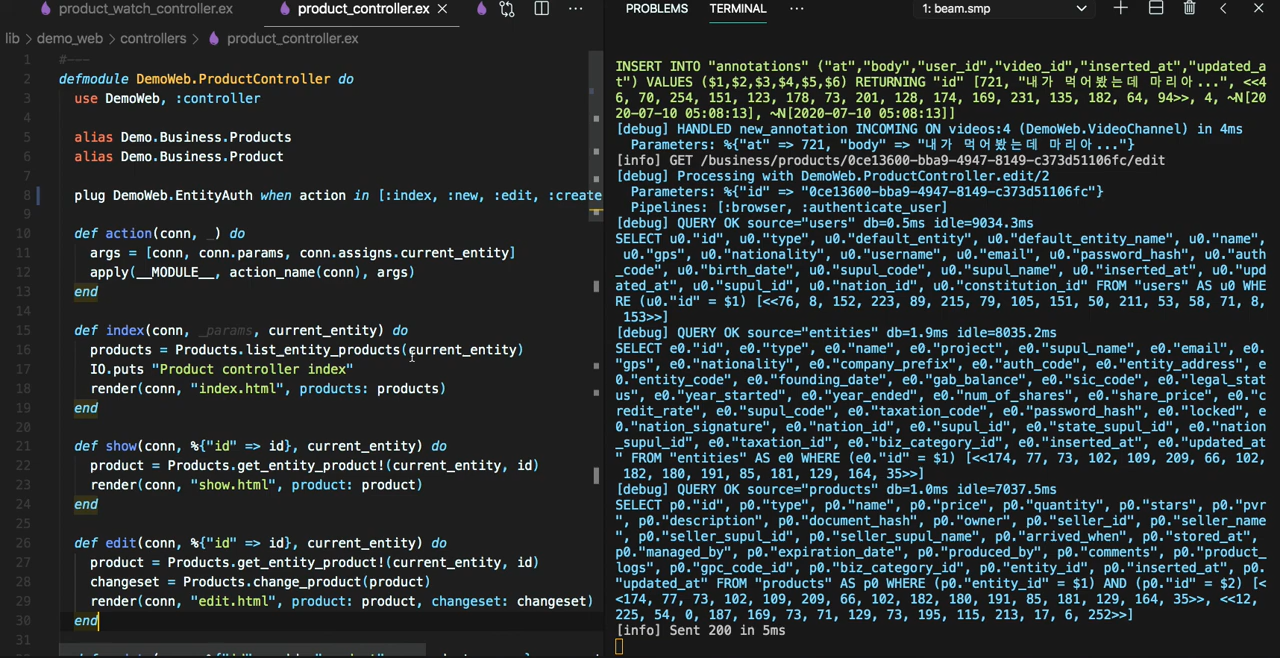 product_watch_controller.ex
product_controller.ex
PROBLEMS
TERMINAL
1: beam.smp
lib > demo_web > controllers > product_controller.ex
1 #---
2 defmodule DemoWeb.ProductController do
3 use DemoWeb, :controller
4
5 alias Demo.Business.Products
6 alias Demo.Business.Product
7
8 plug DemoWeb.EntityAuth when action in [:index, :new, :edit, :create
9
10 def action(conn, _) do
11 args = [conn, conn.params, conn.assigns.current_entity]
12 apply(__MODULE__, action_name(conn), args)
13 end
14
15 def index(conn, _params, current_entity) do
16 products = Products.list_entity_products(current_entity)
17 IO.puts "Product controller index"
18 render(conn, "index.html", products: products)
19 end
20
21 def show(conn, %{"id" => id}, current_entity) do
22 product = Products.get_entity_product!(current_entity, id)
23 render(conn, "show.html", product: product)
24 end
25
26 def edit(conn, %{"id" => id}, current_entity) do
27 product = Products.get_entity_product!(current_entity, id)
28 changeset = Products.change_product(product)
29 render(conn, "edit.html", product: product, changeset: changeset)
30 end
31
INSERT INTO "annotations" ("at","body","user_id","video_id","inserted_at","updated_a
t") VALUES ($1,$2,$3,$4,$5,$6) RETURNING "id" [721, "내가 먹어봤는데 마리아...", <<4
6, 70, 254, 151, 123, 178, 73, 201, 128, 174, 169, 231, 135, 182, 64, 94>>, 4, ~N[20
20-07-10 05:08:13], ~N[2020-07-10 05:08:13]]
[debug] HANDLED new_annotation INCOMING ON videos:4 (DemoWeb.VideoChannel) in 4ms
Parameters: %{"at" => 721, "body" => "내가 먹어봤는데 마리아..."}
[info] GET /business/products/0ce13600-bba9-4947-8149-c373d51106fc/edit
[debug] Processing with DemoWeb.ProductController.edit/2
Parameters: %{"id" => "0ce13600-bba9-4947-8149-c373d51106fc"}
Pipelines: [:browser, :authenticate_user]
[debug] QUERY OK source="users" db=0.5ms idle=9034.3ms
SELECT u0."id", u0."type", u0."default_entity", u0."default_entity_name", u0."name",
u0."gps", u0."nationality", u0."username", u0."email", u0."password_hash", u0."auth
_code", u0."birth_date", u0."supul_code", u0."supul_name", u0."inserted_at", u0."upd
ated_at", u0."supul_id", u0."nation_id", u0."constitution_id" FROM "users" AS u0 WHE
RE (u0."id" = $1) [<<76, 8, 152, 223, 89, 215, 79, 105, 151, 50, 211, 53, 58, 71, 8,
153>>]
[debug] QUERY OK source="entities" db=1.9ms idle=8035.2ms
SELECT e0."id", e0."type", e0."name", e0."project", e0."supul_name", e0."email", e0.
"gps", e0."nationality", e0."company_prefix", e0."auth_code", e0."entity_address", e
0."entity_code", e0."founding_date", e0."gab_balance", e0."sic_code", e0."legal_stat
us", e0."year_started", e0."year_ended", e0."num_of_shares", e0."share_price", e0."c
redit_rate", e0."supul_code", e0."taxation_code", e0."password_hash", e0."locked", e
0."nation_signature", e0."nation_id", e0."supul_id", e0."state_supul_id", e0."nation
_supul_id", e0."taxation_id", e0."biz_category_id", e0."inserted_at", e0."updated_at
" FROM "entities" AS e0 WHERE (e0."id" = $1) [<<174, 77, 73, 102, 109, 209, 66, 102,
182, 180, 191, 85, 181, 129, 164, 35>>]
[debug] QUERY OK source="products" db=1.0ms idle=7037.5ms
SELECT p0."id", p0."type", p0."name", p0."price", p0."quantity", p0."stars", p0."pvr
", p0."description", p0."document_hash", p0."owner", p0."seller_id", p0."seller_name
", p0."seller_supul_id", p0."seller_supul_name", p0."arrived_when", p0."stored_at",
p0."managed_by", p0."expiration_date", p0."produced_by", p0."comments", p0."product_
logs", p0."gpc_code_id", p0."biz_category_id", p0."entity_id", p0."inserted_at", p0.
"updated_at" FROM "products" AS p0 WHERE (p0."entity_id" = $1) AND (p0."id" = $2) [<
<174, 77, 73, 102, 109, 209, 66, 102, 182, 180, 191, 85, 181, 129, 164, 35>>, <<12,
225, 54, 0, 187, 169, 73, 71, 129, 73, 195, 115, 213, 17, 6, 252>>]
[info] Sent 200 in 5ms